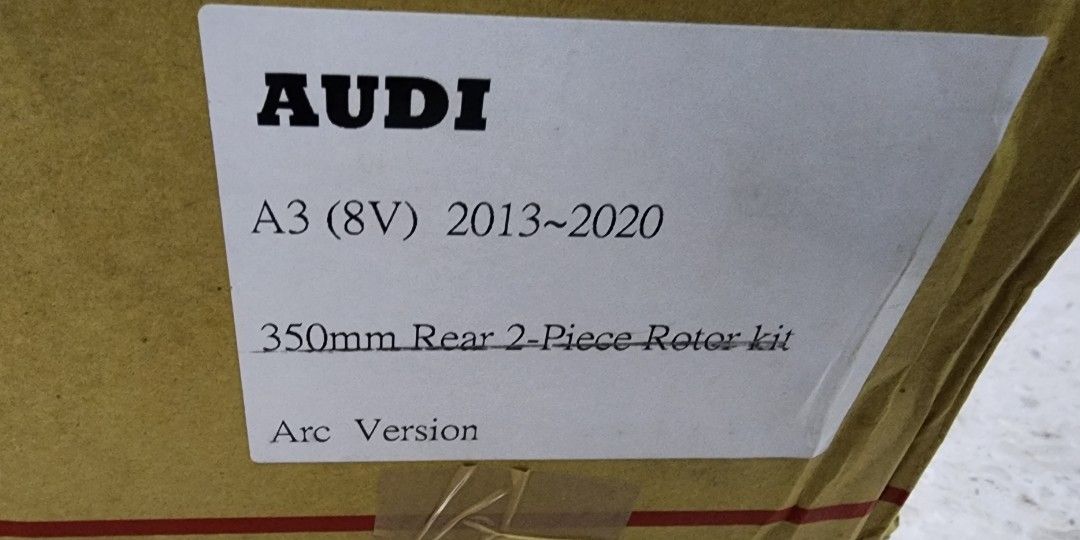 AUDI
A3 (8V) 2013~2020
350mm Rear 2-Piece Rotor kit
Arc Version